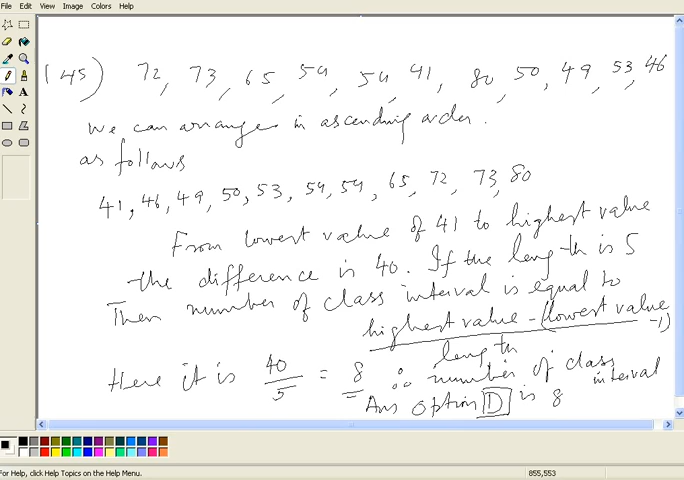 File Edit View Image Colors Help
(45) 72, 73, 65, 54, 54, 41, 80, 50, 49, 53, 46
We can arrange in ascending order.
as follows
41, 46, 49, 50, 53, 54, 54, 65, 72, 73, 80
From lowest value of 41 to highest value
the difference is 40. If the length is 5
Then number of class interval is equal to
highest value - (lowest value -1)
length
Here it is 40/5 = 8 ∴ number of class interval
Ans option D is 8
For Help, click Help Topics on the Help Menu.
855,553